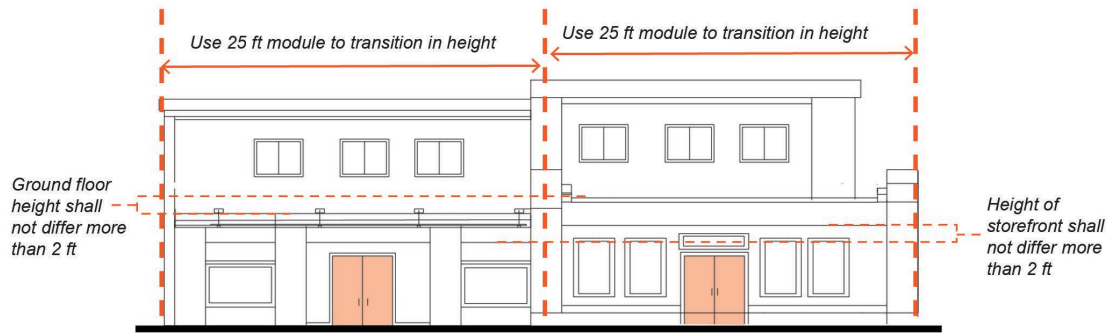 Use 25 ft module to transition in height
Use 25 ft module to transition in height
Ground floor
height shall
not differ more
than 2 ft
Height of
storefront shall
not differ more
than 2 ft